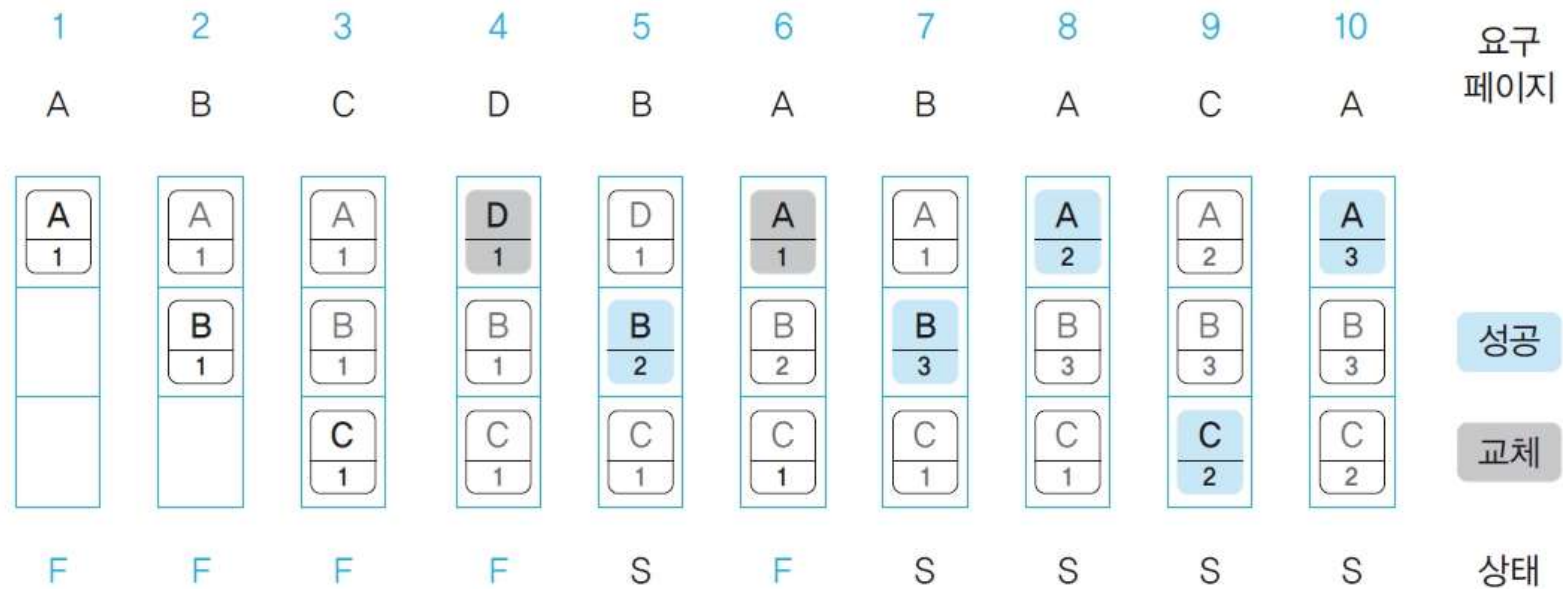 1 2 3 4 5 6 7 8 9 10 요구
페이지
A B C D B A B A C A
A A A D D A A A A A
1 1 1 1 1 1 1 2 2 3
B B B B B B B B B 성공
1 1 1 2 2 3 3 3 3
C C C C C C C C 교체
1 1 1 1 1 1 2 2
F F F F S F S S S S 상태